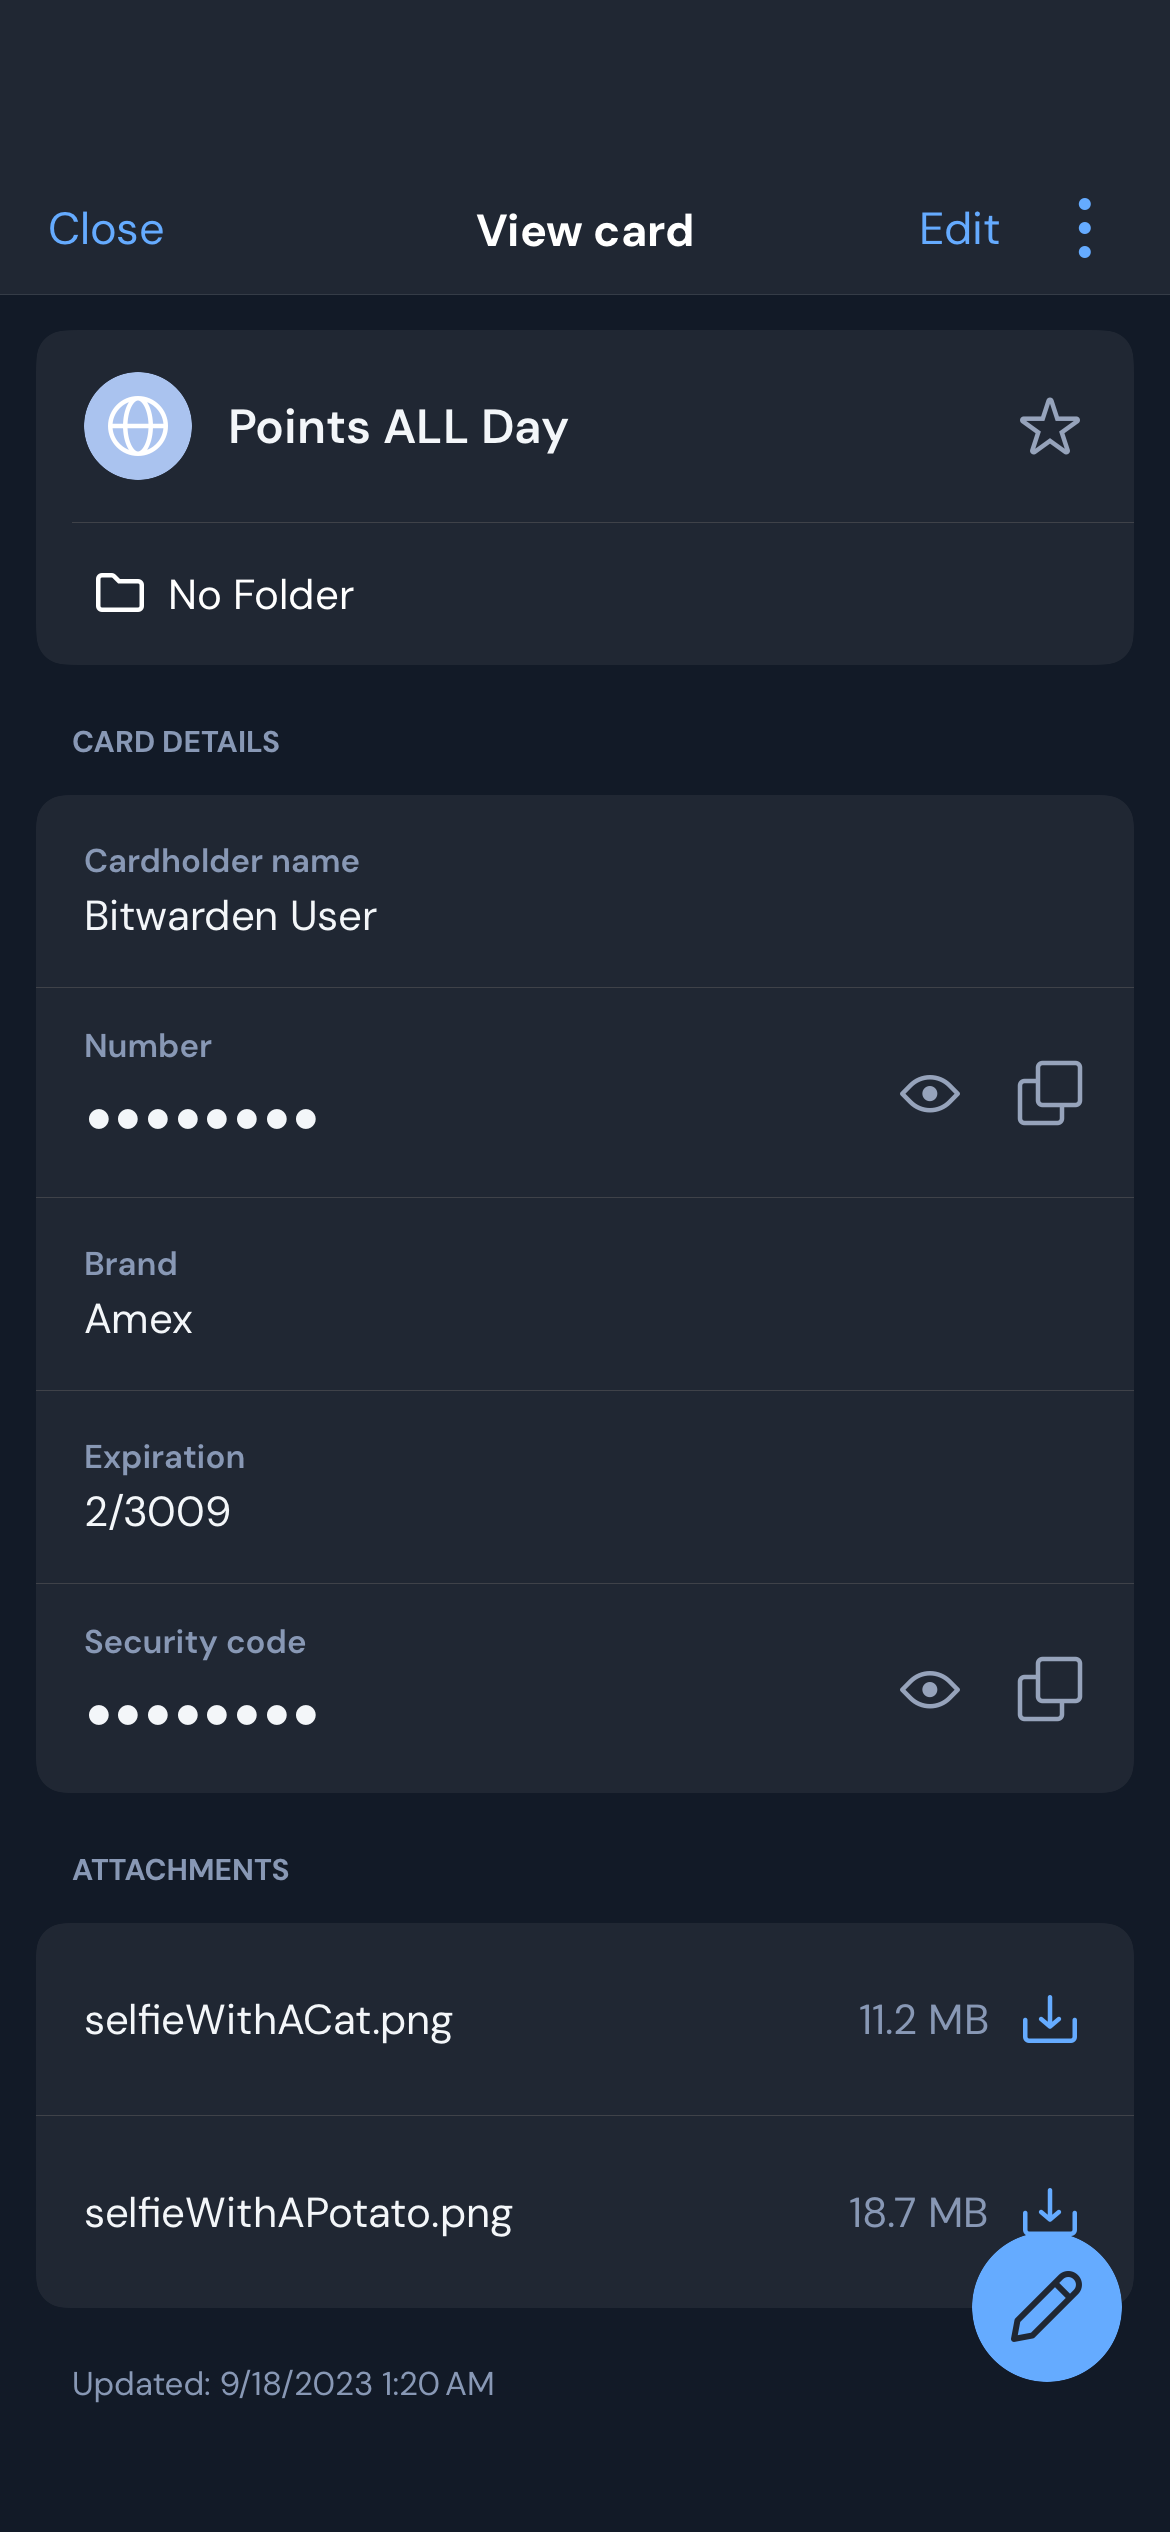 Close
View card
Edit
Points ALL Day
No Folder
CARD DETAILS
Cardholder name
Bitwarden User
Number
••••••••
Brand
Amex
Expiration
2/3009
Security code
••••••••
ATTACHMENTS
selfieWithACat.png 11.2 MB
selfieWithAPotato.png 18.7 MB
Updated: 9/18/2023 1:20 AM